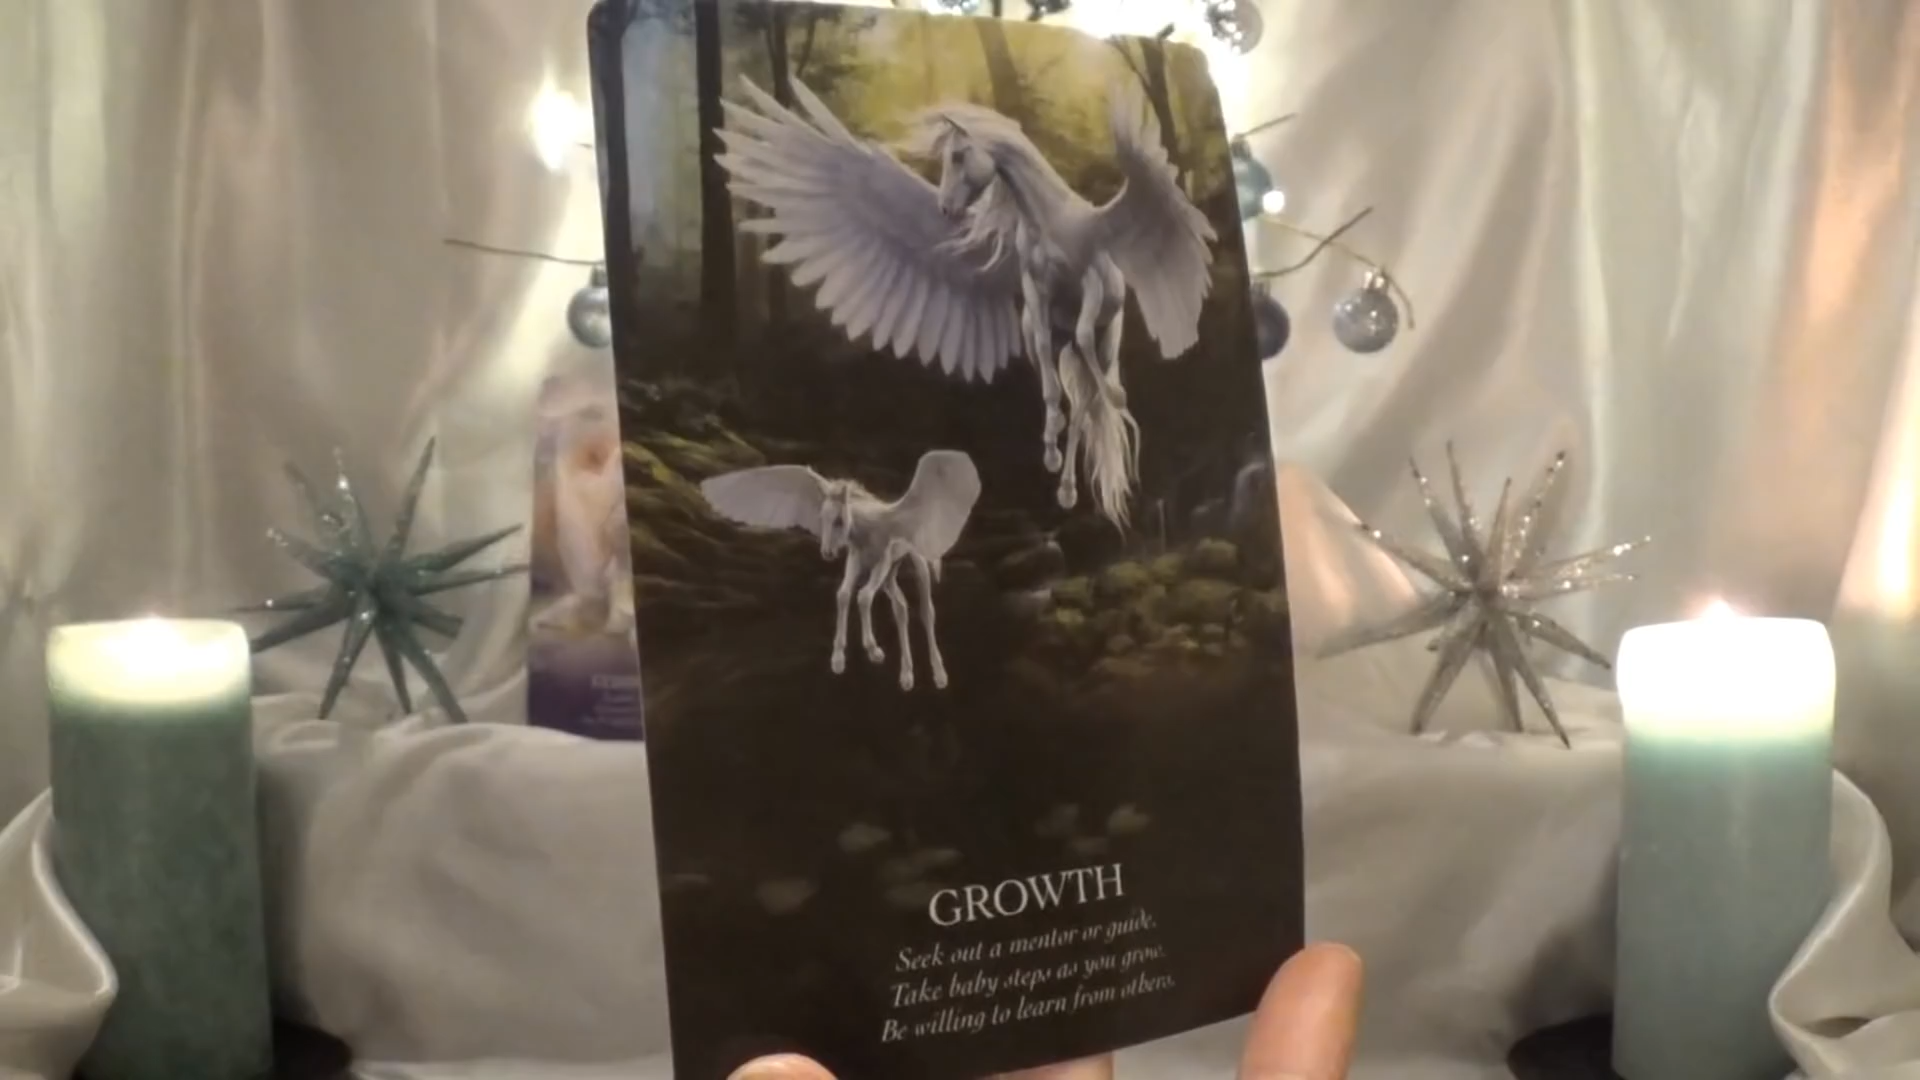 GROWTH
Seek out a mentor or guide.
Take baby steps as you grow.
Be willing to learn from others.